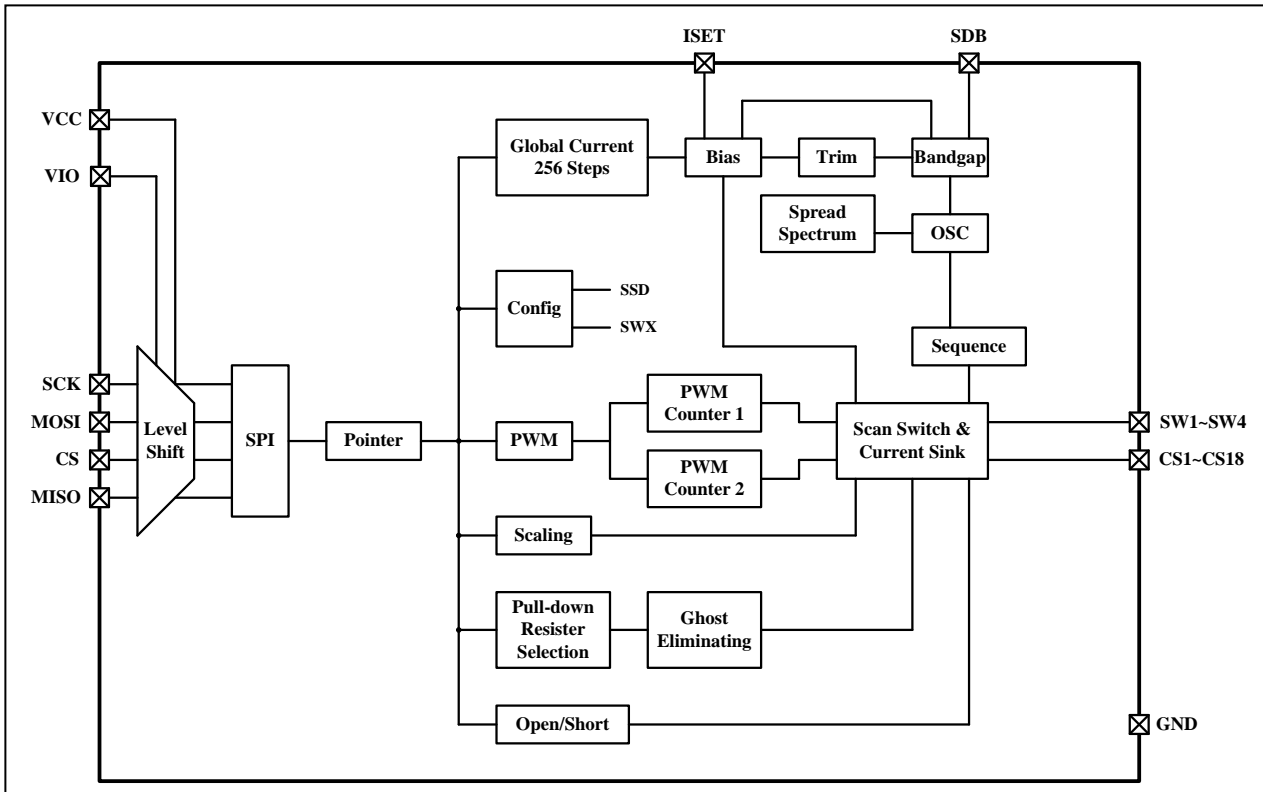 ISET
SDB
VCC
VIO
Global Current
256 Steps
Bias
Trim
Bandgap
Spread
Spectrum
OSC
Config
SSD
SWX
Sequence
SCK
MOSI
CS
MISO
Level
Shift
SPI
Pointer
PWM
PWM
Counter 1
PWM
Counter 2
Scan Switch &
Current Sink
SW1~SW4
CS1~CS18
Scaling
Pull-down
Resister
Selection
Ghost
Eliminating
Open/Short
GND